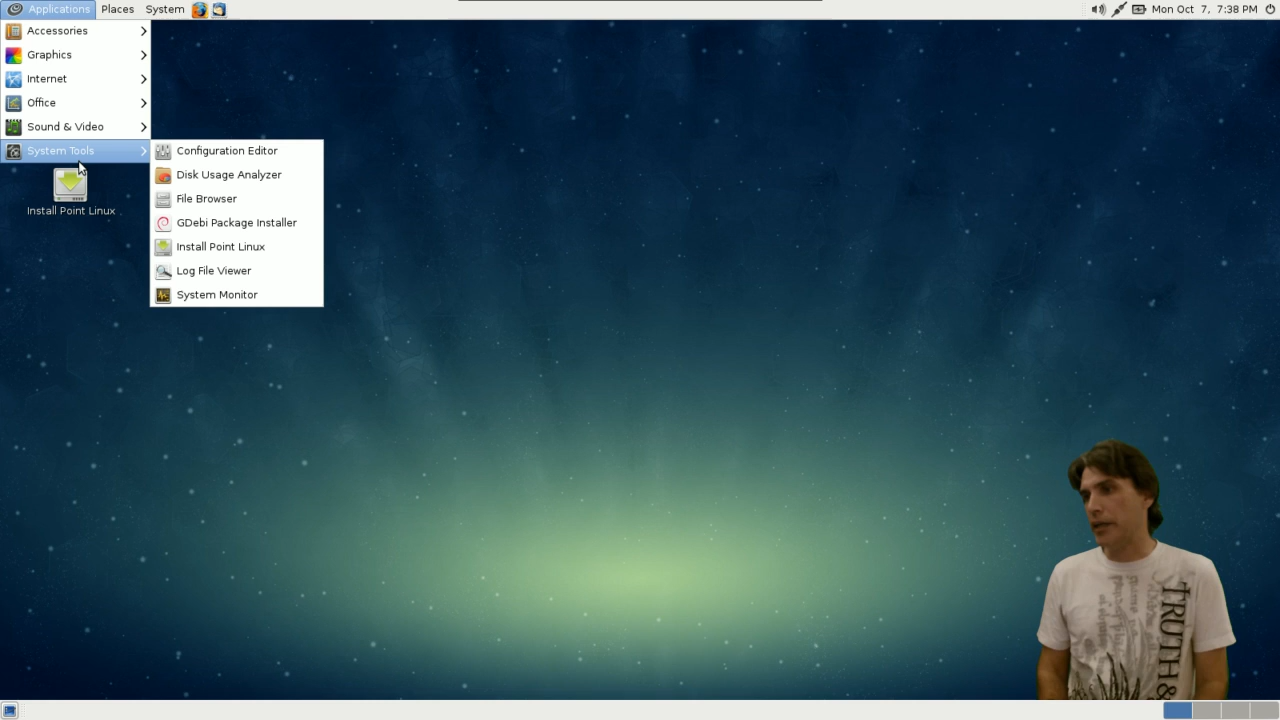 Applications Places System Mon Oct 7, 7:38 PM
Accessories
Graphics
Internet
Office
Sound & Video
System Tools
Install Point Linux
Configuration Editor
Disk Usage Analyzer
File Browser
GDebi Package Installer
Install Point Linux
Log File Viewer
System Monitor
TRUTH&